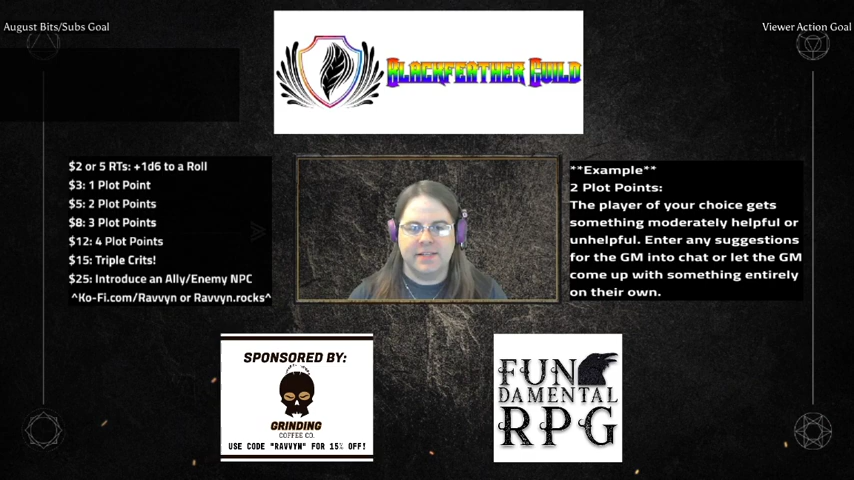 August Bits/Subs Goal
Viewer Action Goal
BLACKFEATHER GUILD
$2 or 5 RTs: +1d6 to a Roll
$3: 1 Plot Point
$5: 2 Plot Points
$8: 3 Plot Points
$12: 4 Plot Points
$15: Triple Crits!
$25: Introduce an Ally/Enemy NPC
^Ko-Fi.com/Ravvyn or Ravvyn.rocks^
**Example**
2 Plot Points:
The player of your choice gets
something moderately helpful or
unhelpful. Enter any suggestions
for the GM into chat or let the GM
come up with something entirely
on their own.
SPONSORED BY:
GRINDING
COFFEE CO.
USE CODE "RAVVYN" FOR 15% OFF!
FUN
DAMENTAL
RPG